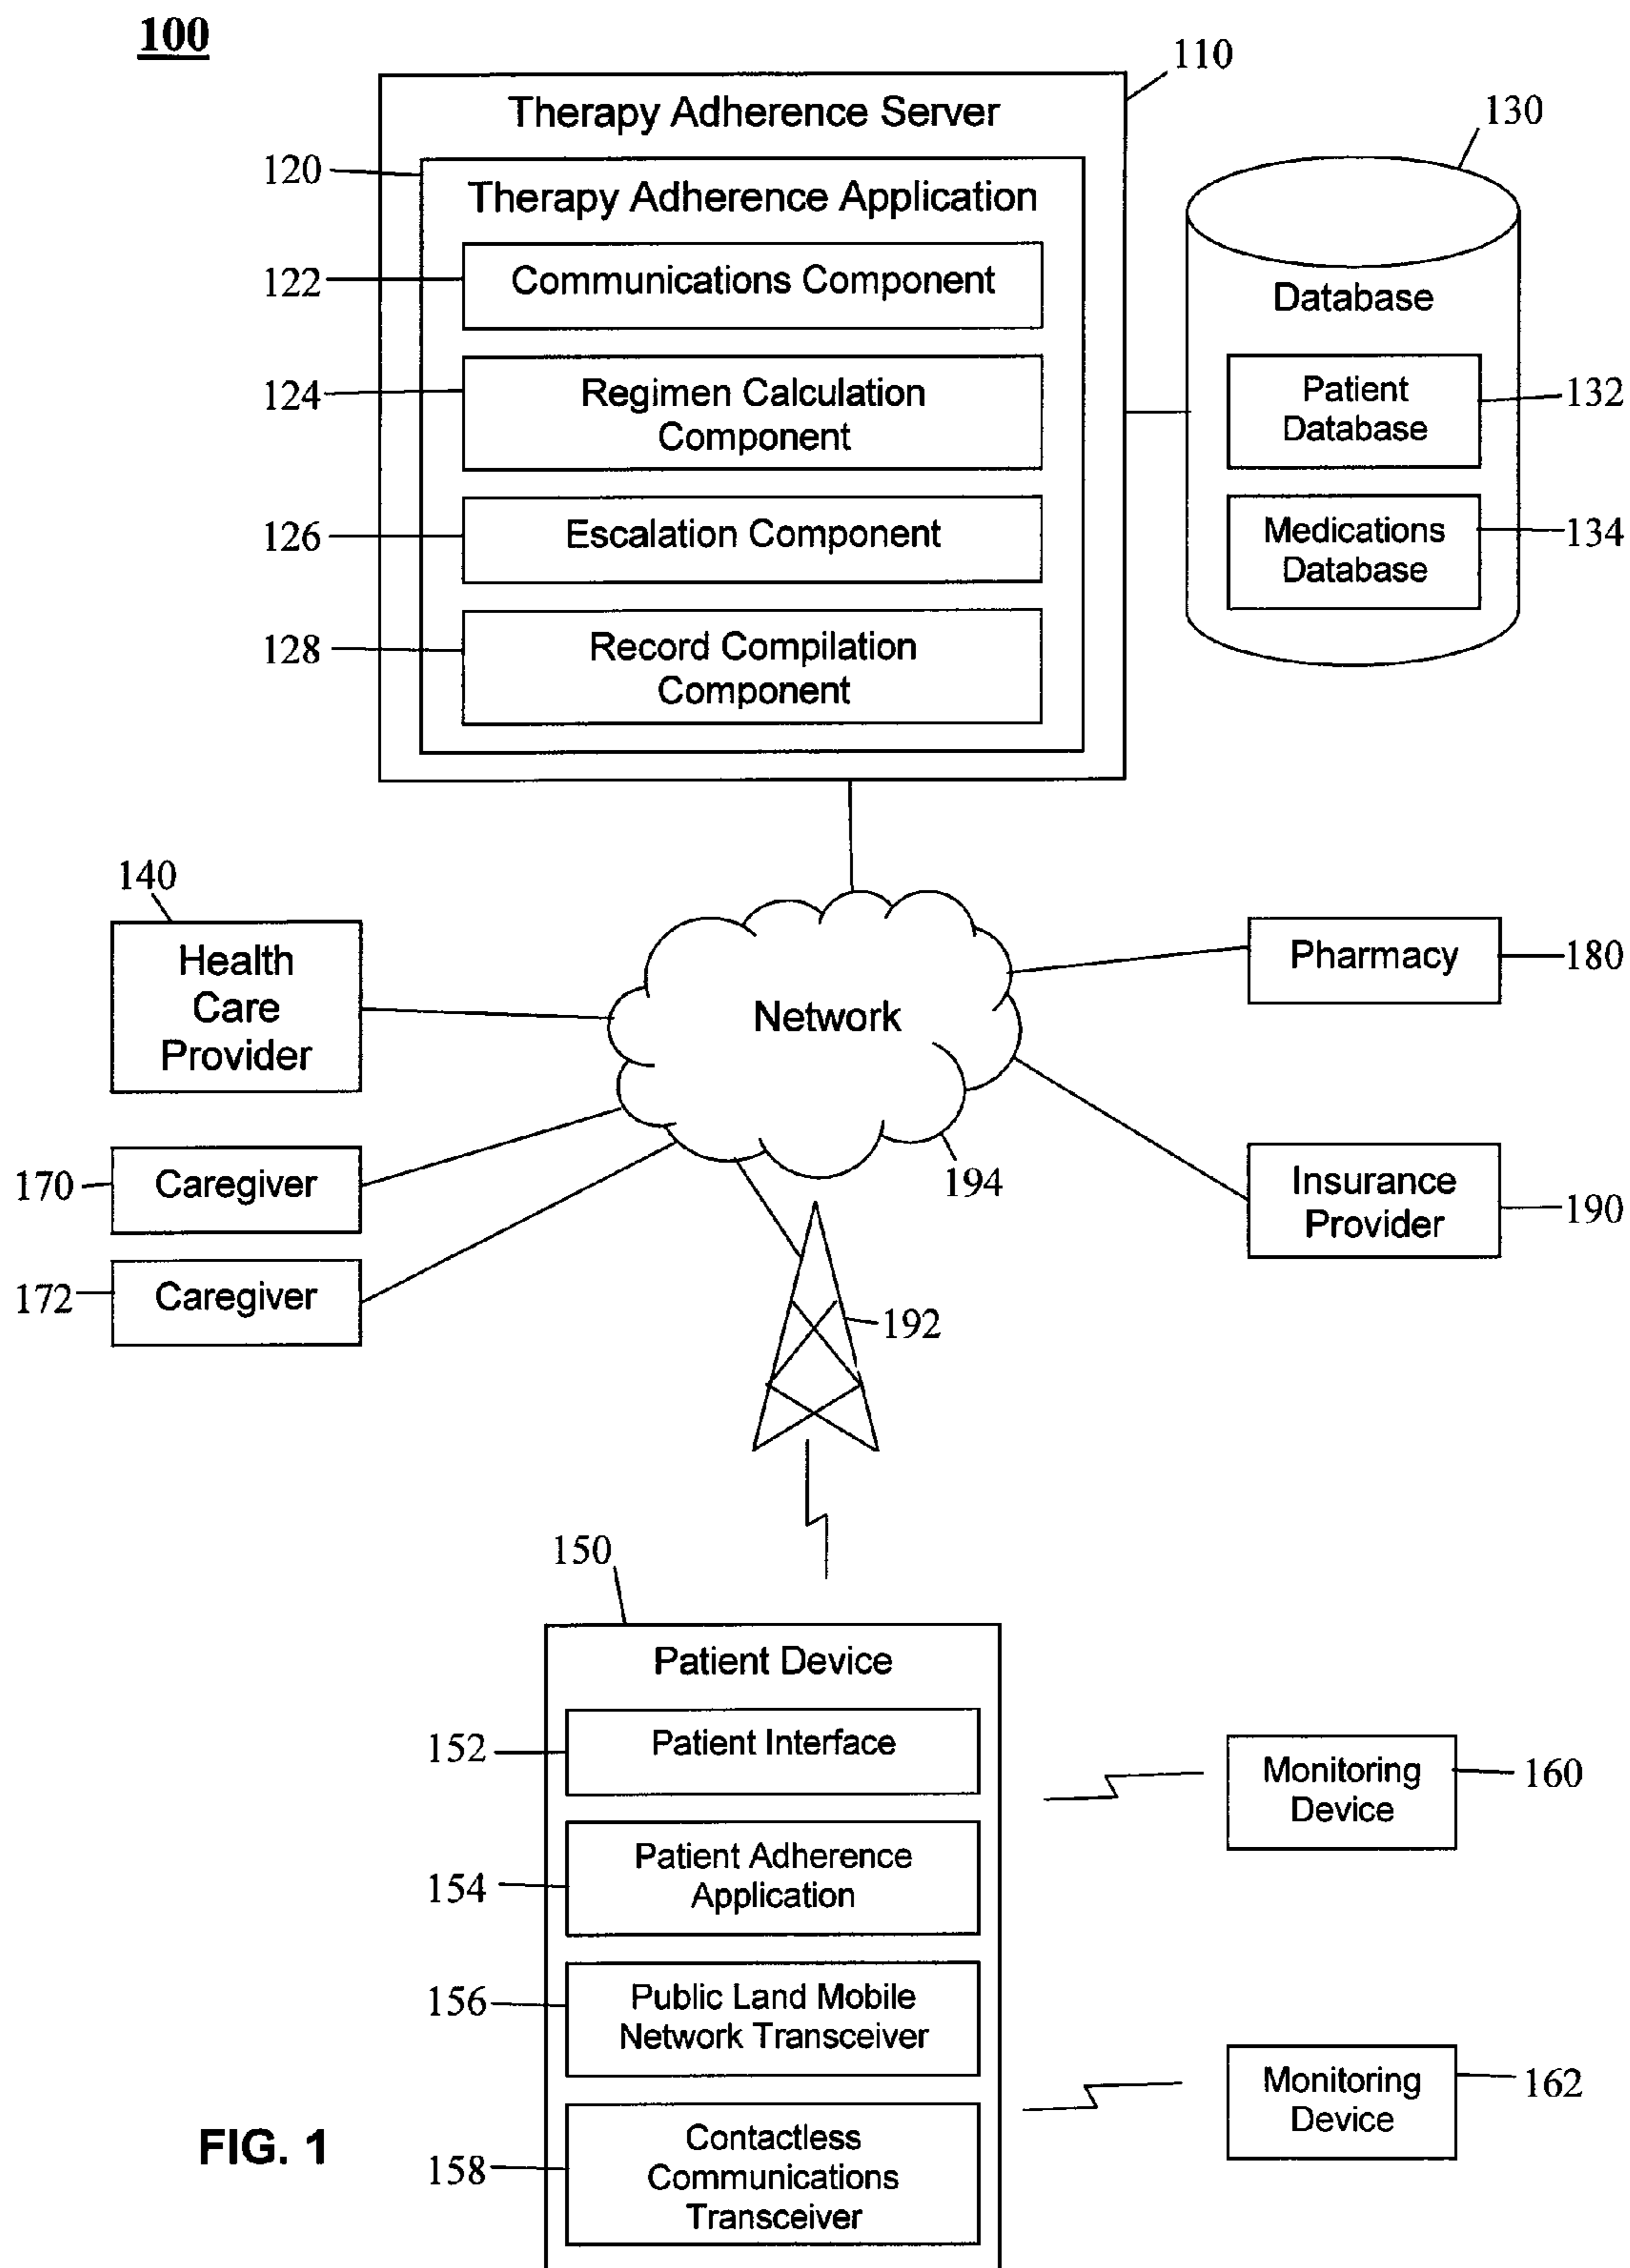 100
110
Therapy Adherence Server
130
120
Therapy Adherence Application
122
Communications Component
Database
124
Regimen Calculation
Component
Patient
Database
132
126
Escalation Component
Medications
Database
134
128
Record Compilation
Component
140
Health
Care
Provider
Network
Pharmacy
180
170
Caregiver
194
Insurance
Provider
190
172
Caregiver
192
150
Patient Device
152
Patient Interface
Monitoring
Device
160
154
Patient Adherence
Application
156
Public Land Mobile
Network Transceiver
Monitoring
Device
162
158
Contactless
Communications
Transceiver
FIG. 1